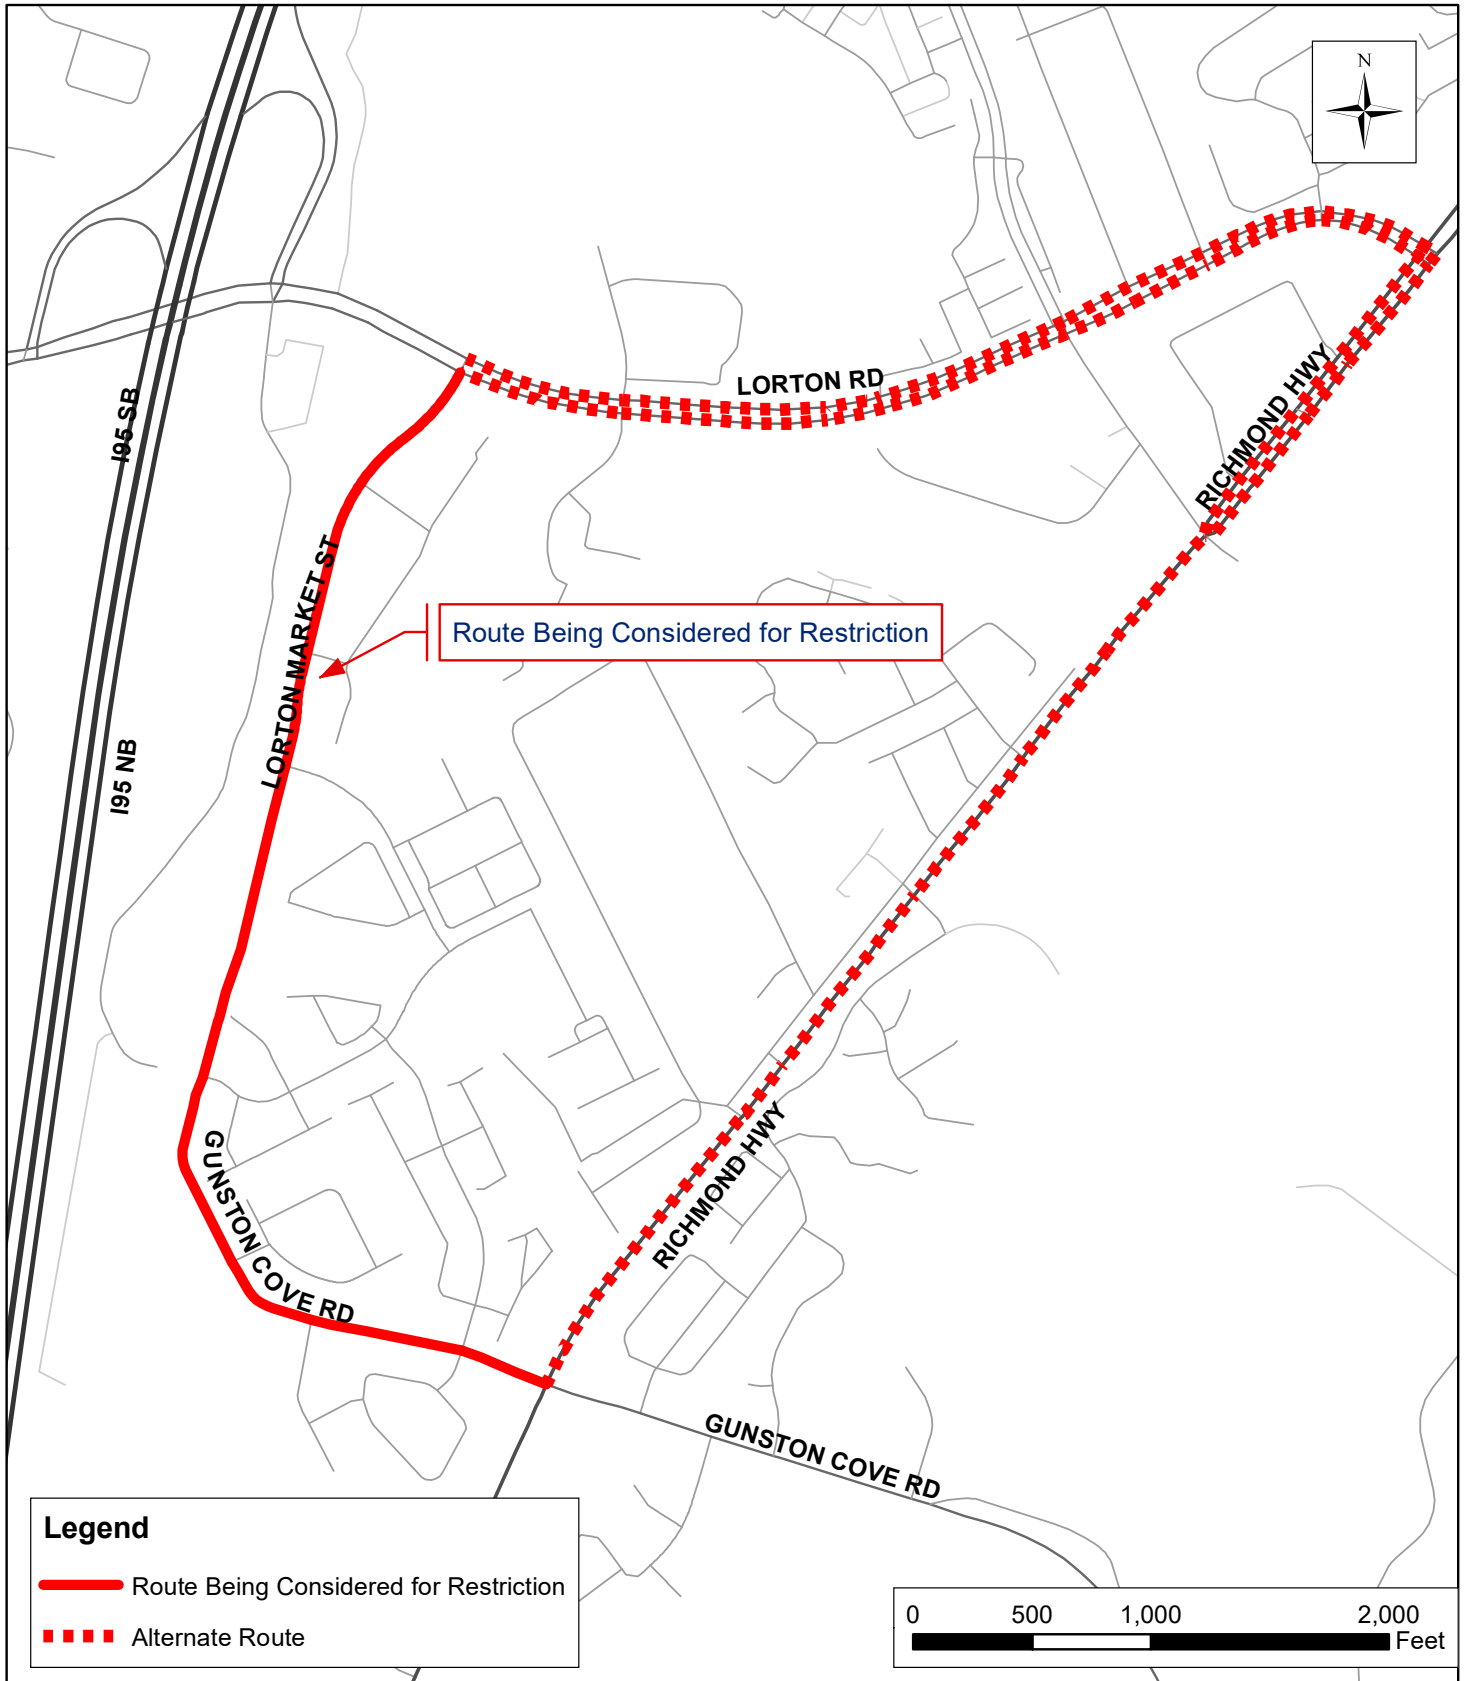 N
LORTON RD
RICHMOND HWY
I95 SB
LORTON MARKET ST
Route Being Considered for Restriction
I95 NB
RICHMOND HWY
GUNSTON COVE RD
GUNSTON COVE RD
Legend
Route Being Considered for Restriction
Alternate Route
0 500 1,000 2,000
Feet